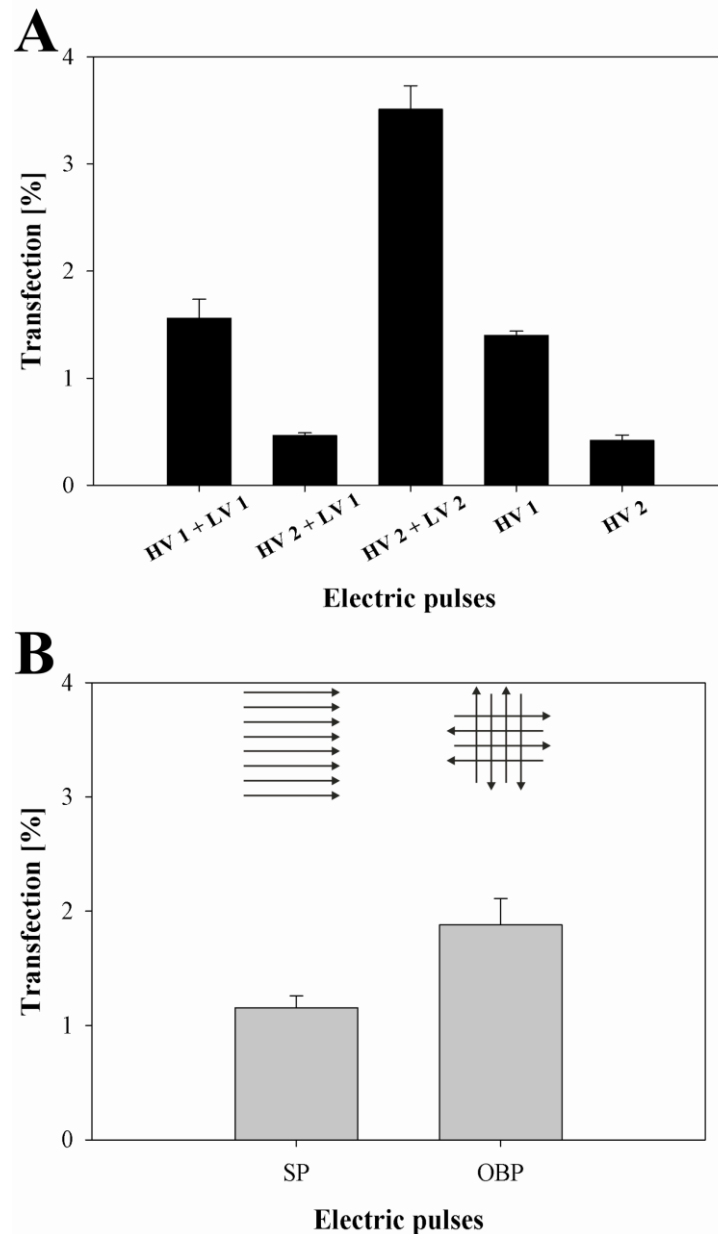 A
Transfection [%]
4
3
2
1
0
HV 1 + LV 1
HV 2 + LV 1
HV 2 + LV 2
HV 1
HV 2
Electric pulses
B
Transfection [%]
4
3
2
1
0
SP
OBP
Electric pulses